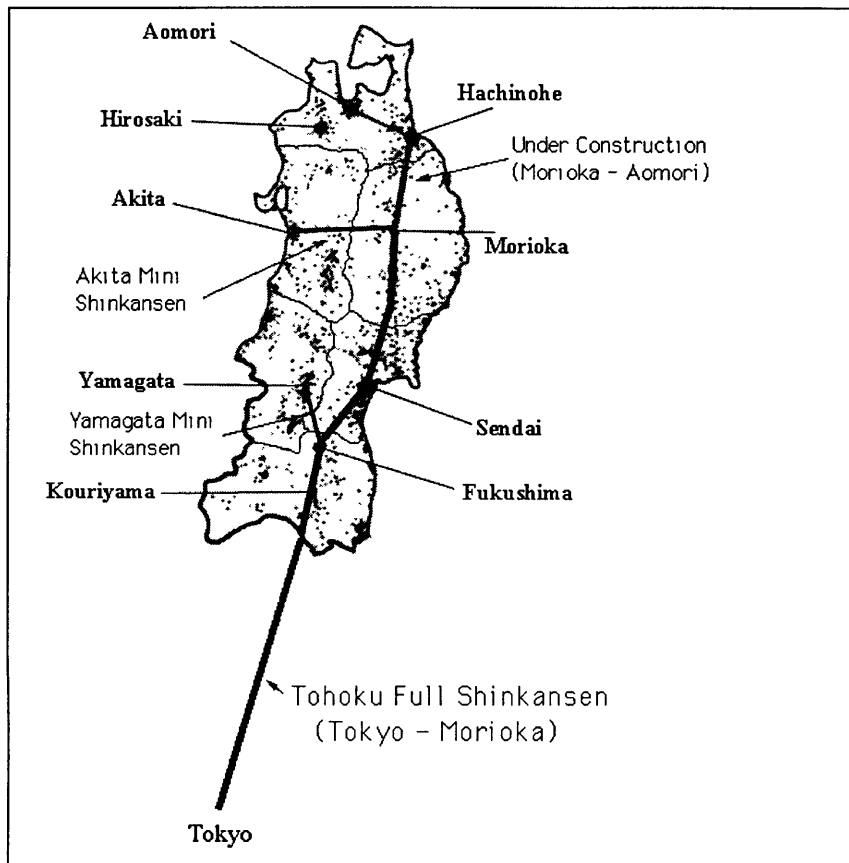 Aomori
Hachinohe
Hirosaki
Under Construction
(Morioka - Aomori)
Akita
Morioka
Akita Mini
Shinkansen
Yamagata
Yamagata Mini
Shinkansen
Sendai
Kouriyama
Fukushima
Tohoku Full Shinkansen
(Tokyo - Morioka)
Tokyo